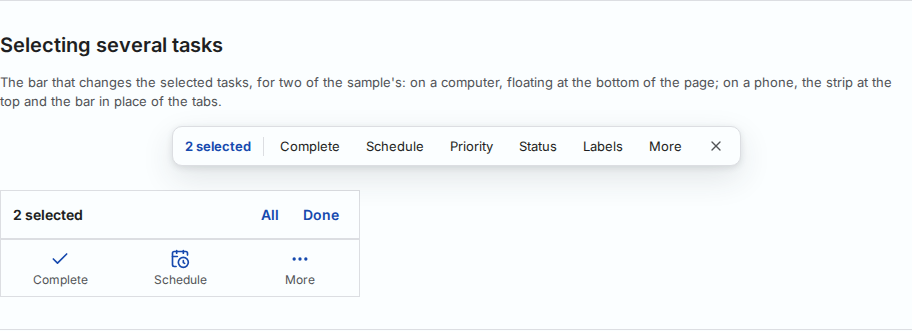 Selecting several tasks
The bar that changes the selected tasks, for two of the sample's: on a computer, floating at the bottom of the page; on a phone, the strip at the
top and the bar in place of the tabs.
2 selected Complete Schedule Priority Status Labels More
2 selected All Done
Complete Schedule More